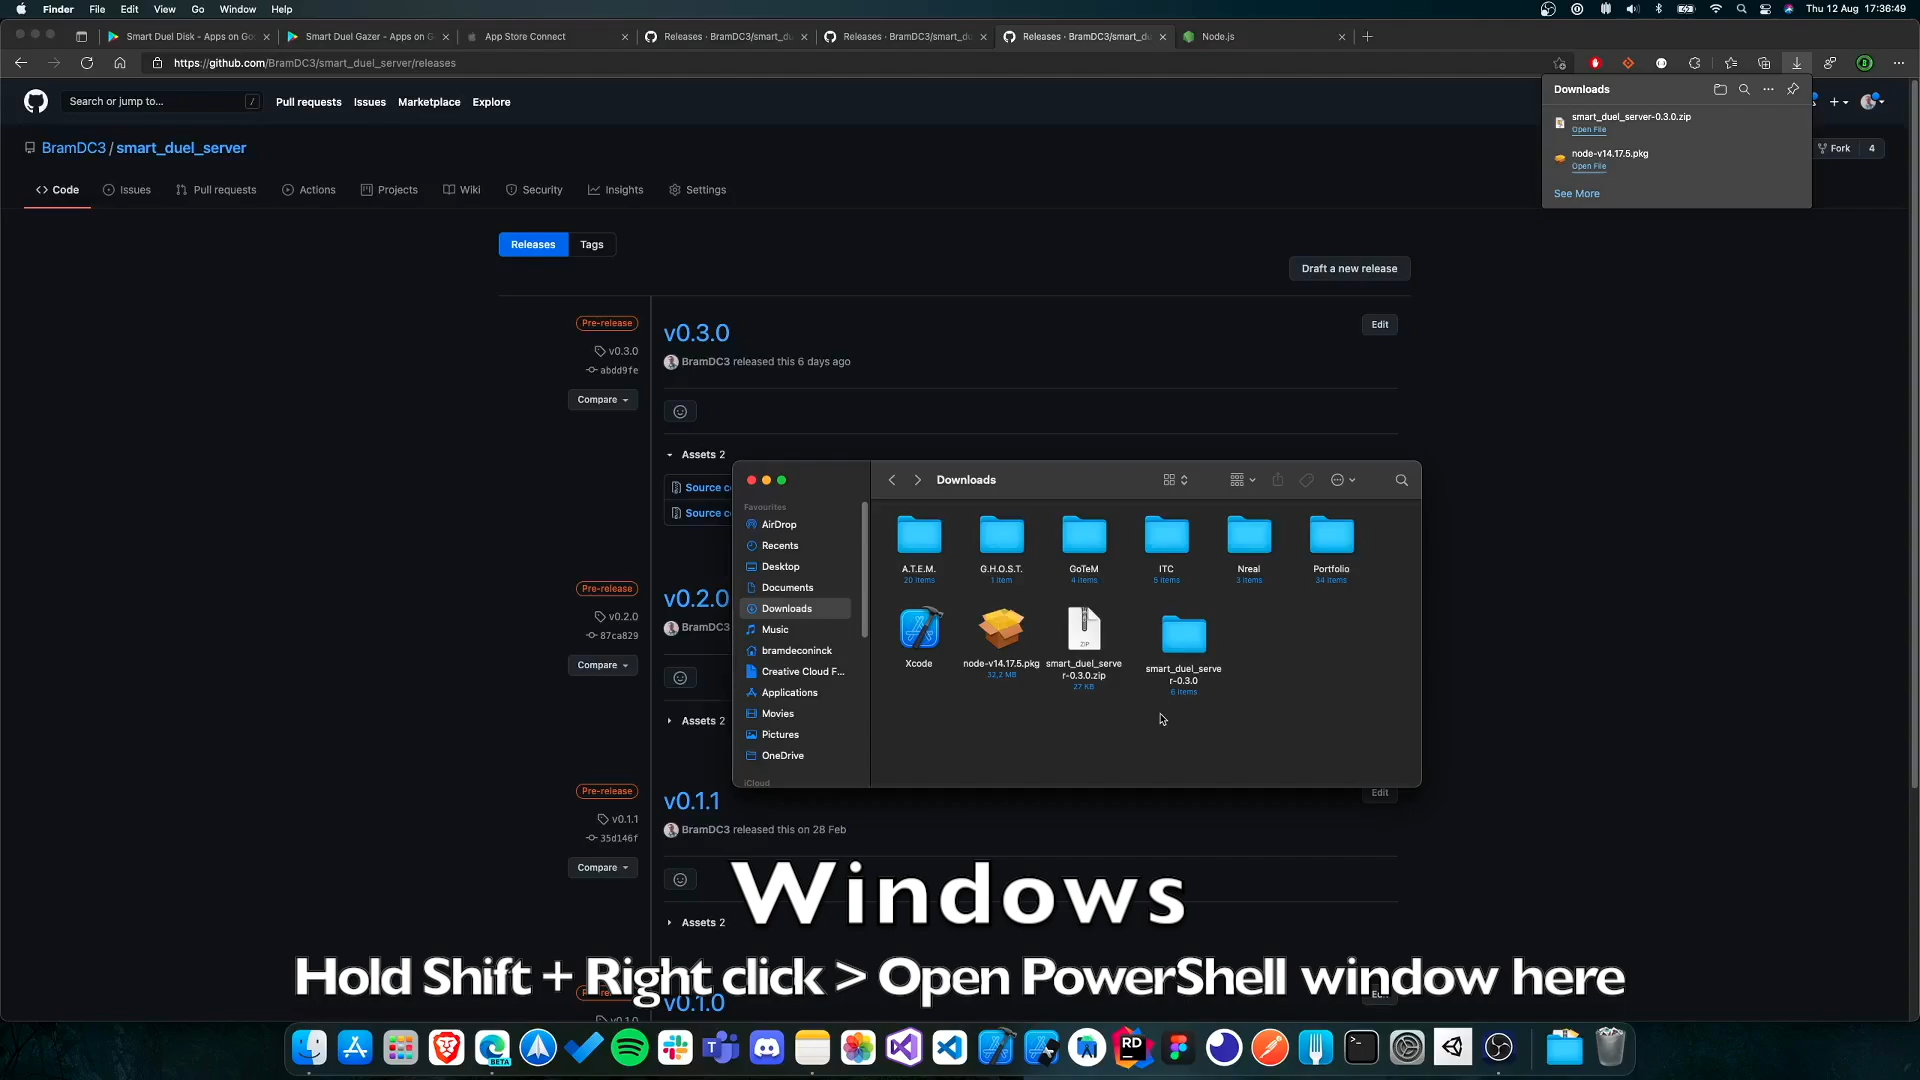 Finder File Edit View Go Window Help Thu 12 Aug 17:36:49
Smart Duel Disk - Apps on Go Smart Duel Gazer - Apps on G App Store Connect Releases · BramDC3/smart_du Releases · BramDC3/smart_du Releases · BramDC3/smart_du Node.js
https://github.com/BramDC3/smart_duel_server/releases
Search or jump to... / Pull requests Issues Marketplace Explore
Downloads
smart_duel_server-0.3.0.zip
Open File
node-v14.17.5.pkg
Open File
See More
BramDC3 / smart_duel_server
Fork 4
Code Issues Pull requests Actions Projects Wiki Security Insights Settings
Releases Tags
Draft a new release
Pre-release
v0.3.0
abdd9fe
Compare
v0.3.0
Edit
BramDC3 released this 6 days ago
Assets 2
Source c
Source c
Pre-release
v0.2.0
87ca829
Compare
v0.2.0
BramDC3
Assets 2
Downloads
Favourites
AirDrop
Recents
Desktop
Documents
Downloads
Music
bramdeconinck
Creative Cloud F...
Applications
Movies
Pictures
OneDrive
iCloud
A.T.E.M.
20 items
G.H.O.S.T.
1 item
GoTeM
4 items
ITC
5 items
Nreal
3 items
Portfolio
34 items
Xcode
node-v14.17.5.pkg
32,2 MB
ZIP
smart_duel_serve
r-0.3.0.zip
27 KB
smart_duel_serve
r-0.3.0
6 items
Pre-release
v0.1.1
35d146f
Compare
v0.1.1
Edit
BramDC3 released this on 28 Feb
Assets 2
Windows
Hold Shift + Right click > Open PowerShell window here
v0.1.0
v0.1.0
BETA
RD